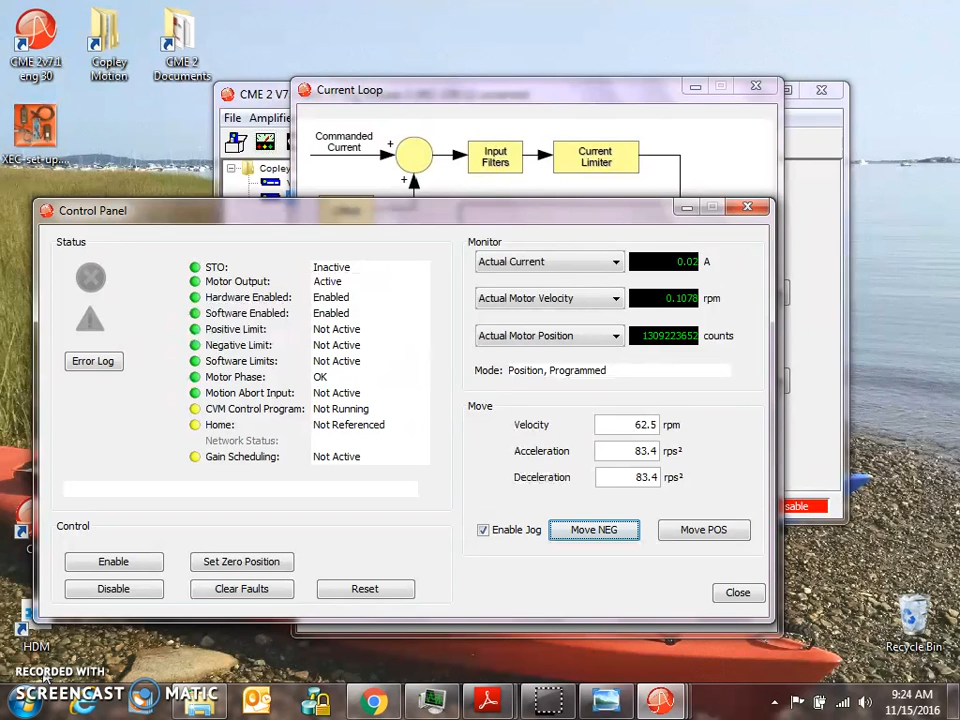 CME 2v7.1
eng 30
Copley
Motion
CME 2
Documents
XEC-set-up...
CME 2 V7
File Amplifie
Copley
Current Loop
Commanded
Current
+
+
Input
Filters
Current
Limiter
Control Panel
Status
STO: Inactive
Motor Output: Active
Hardware Enabled: Enabled
Software Enabled: Enabled
Positive Limit: Not Active
Negative Limit: Not Active
Software Limits: Not Active
Motor Phase: OK
Motion Abort Input: Not Active
CVM Control Program: Not Running
Home: Not Referenced
Network Status:
Gain Scheduling: Not Active
Error Log
Monitor
Actual Current 0.02 A
Actual Motor Velocity 0.1078 rpm
Actual Motor Position 1309223652 counts
Mode: Position, Programmed
Move
Velocity 62.5 rpm
Acceleration 83.4 rps²
Deceleration 83.4 rps²
Enable Jog Move NEG Move POS
Control
Enable Set Zero Position
Disable Clear Faults Reset
Close
sable
HDM
Recycle Bin
RECORDED WITH
SCREENCAST MATIC
9:24 AM
11/15/2016